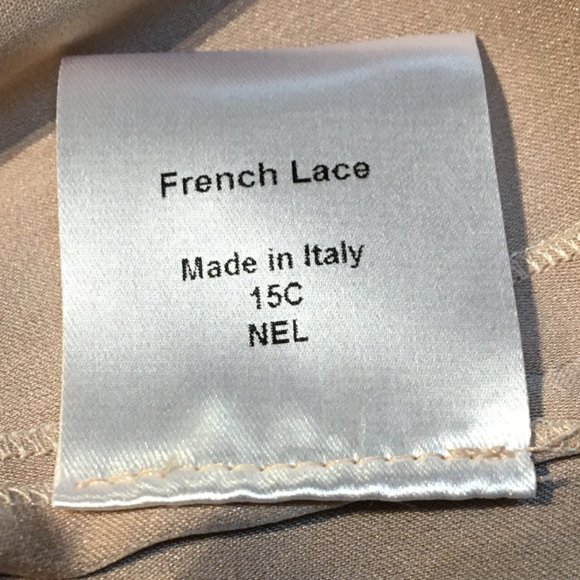 French Lace
Made in Italy
15C
NEL